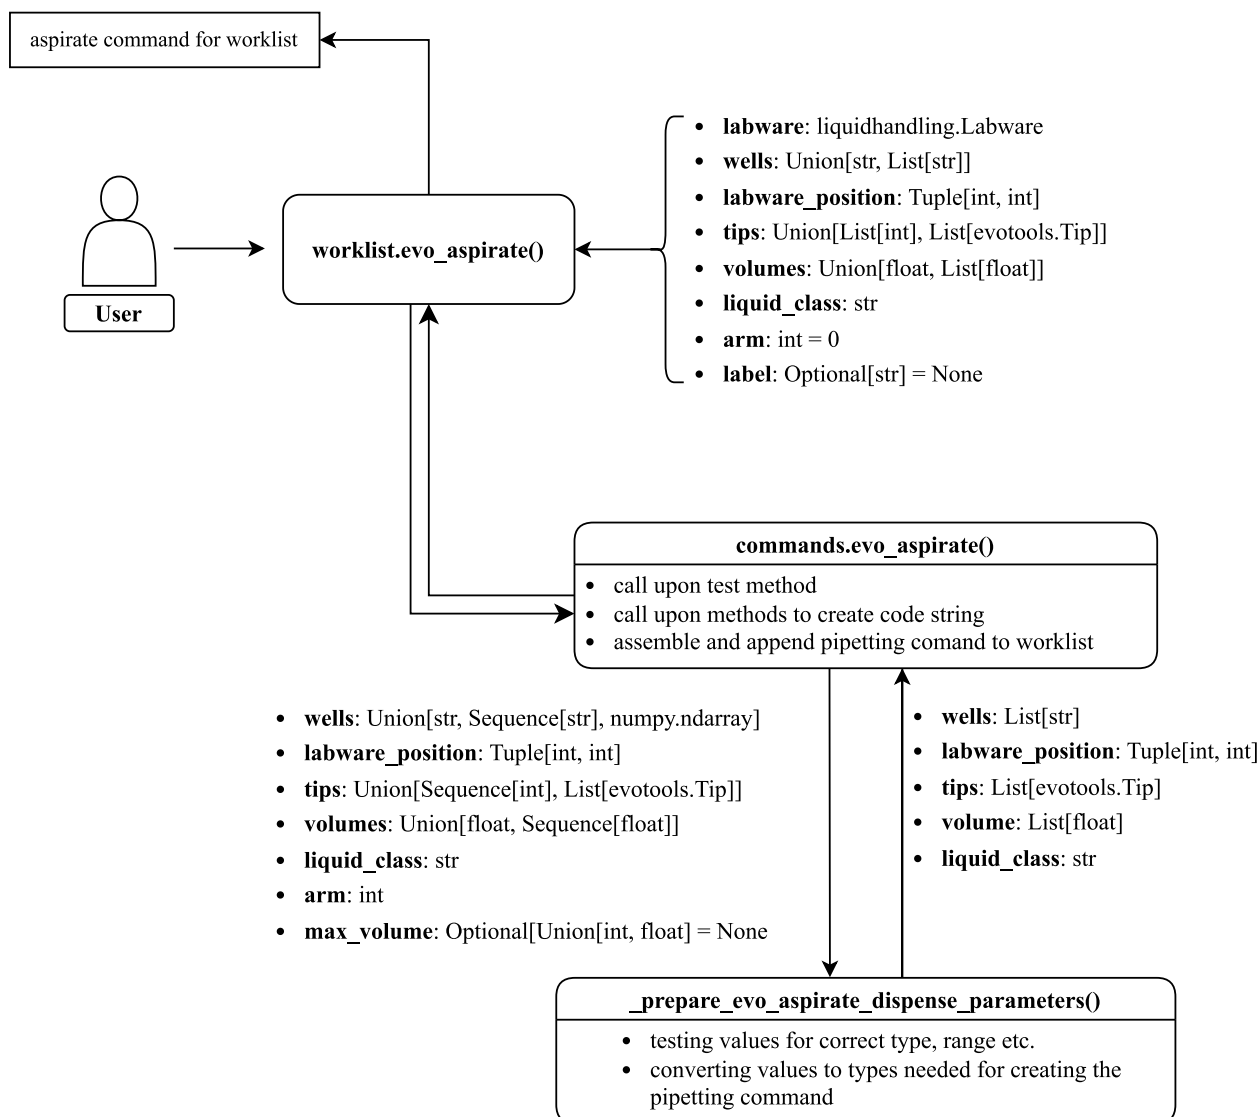 aspirate command for worklist
• labware: liquidhandling.Labware
• wells: Union[str, List[str]]
• labware_position: Tuple[int, int]
• tips: Union[List[int], List[evotools.Tip]]
• volumes: Union[float, List[float]]
• liquid_class: str
• arm: int = 0
• label: Optional[str] = None
worklist.evo_aspirate()
User
commands.evo_aspirate()
• call upon test method
• call upon methods to create code string
• assemble and append pipetting comand to worklist
• wells: Union[str, Sequence[str], numpy.ndarray]
• labware_position: Tuple[int, int]
• tips: Union[Sequence[int], List[evotools.Tip]]
• volumes: Union[float, Sequence[float]]
• liquid_class: str
• arm: int
• max_volume: Optional[Union[int, float] = None
• wells: List[str]
• labware_position: Tuple[int, int]
• tips: List[evotools.Tip]
• volume: List[float]
• liquid_class: str
_prepare_evo_aspirate_dispense_parameters()
• testing values for correct type, range etc.
• converting values to types needed for creating the
pipetting command